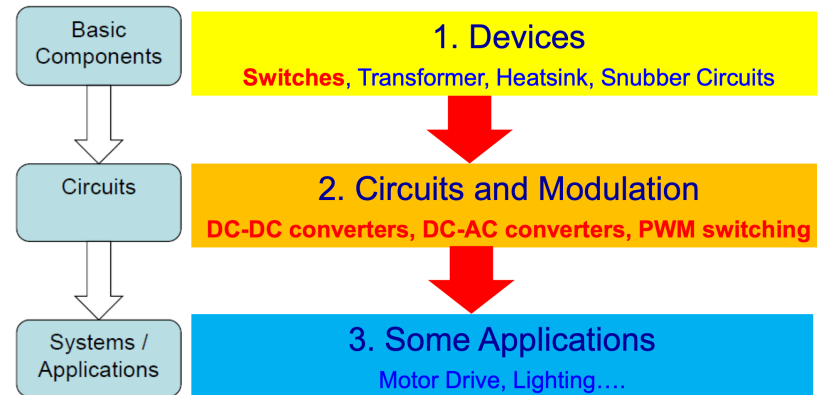 Basic
Components
1. Devices
Switches, Transformer, Heatsink, Snubber Circuits
Circuits
2. Circuits and Modulation
DC-DC converters, DC-AC converters, PWM switching
Systems /
Applications
3. Some Applications
Motor Drive, Lighting….